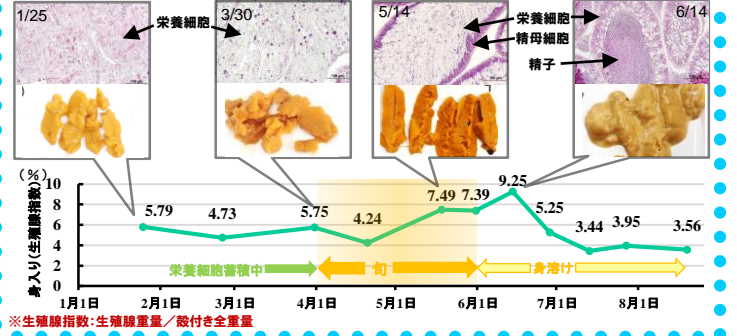 1/25
3/30
5/14
6/14
栄養細胞
栄養細胞
精母細胞
精子
(%)
身入り(生殖腺指数)
10
8
6
4
2
0
5.79
4.73
5.75
4.24
7.49
7.39
9.25
5.25
3.44
3.95
3.56
栄養細胞蓄積中
旬
身溶け
1月1日
2月1日
3月1日
4月1日
5月1日
6月1日
7月1日
8月1日
※生殖腺指数:生殖腺重量/殻付き全重量